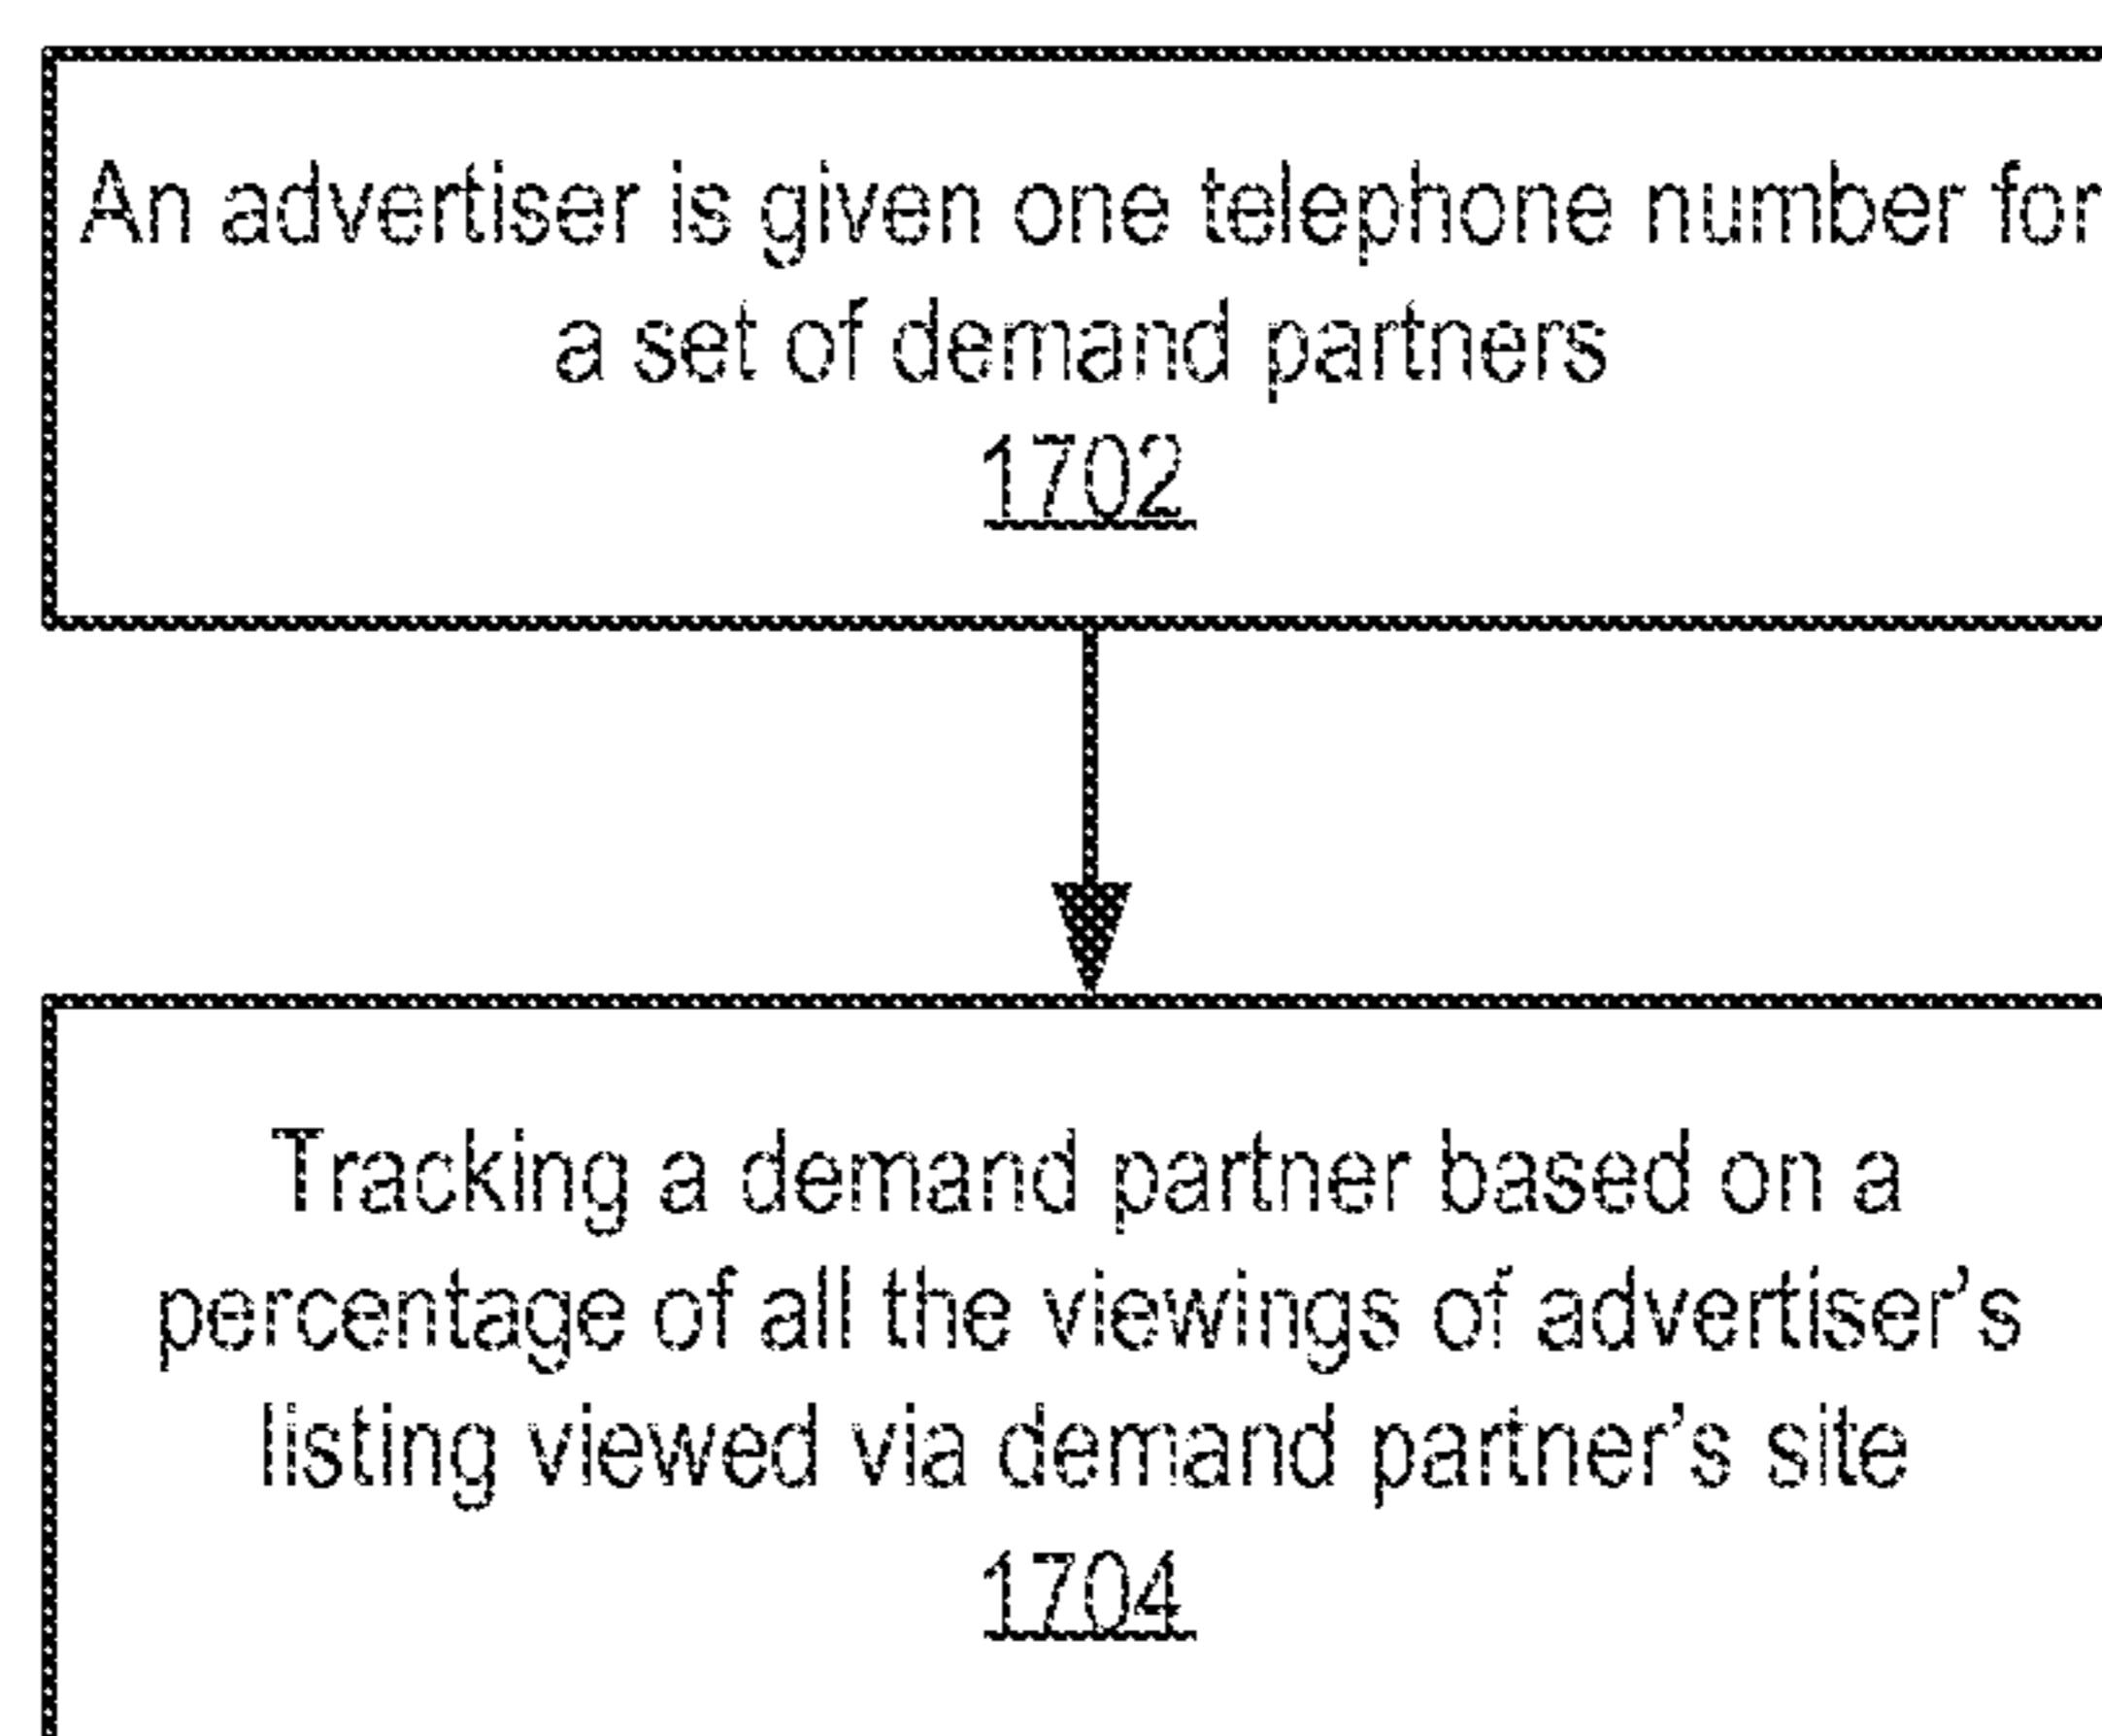 An advertiser is given one telephone number for
a set of demand partners
1702
Tracking a demand partner based on a
percentage of all the viewings of advertiser's
listing viewed via demand partner's site
1704